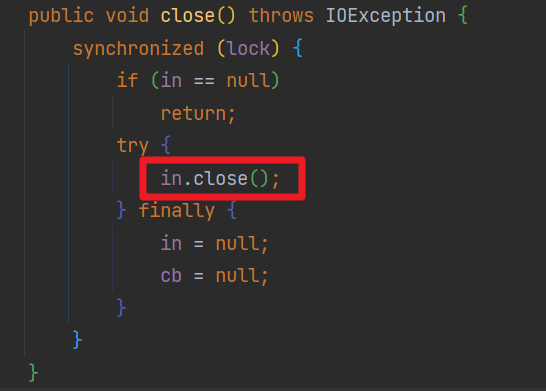 public void close() throws IOException {
synchronized (lock) {
if (in == null)
return;
try {
in.close();
} finally {
in = null;
cb = null;
}
}
}